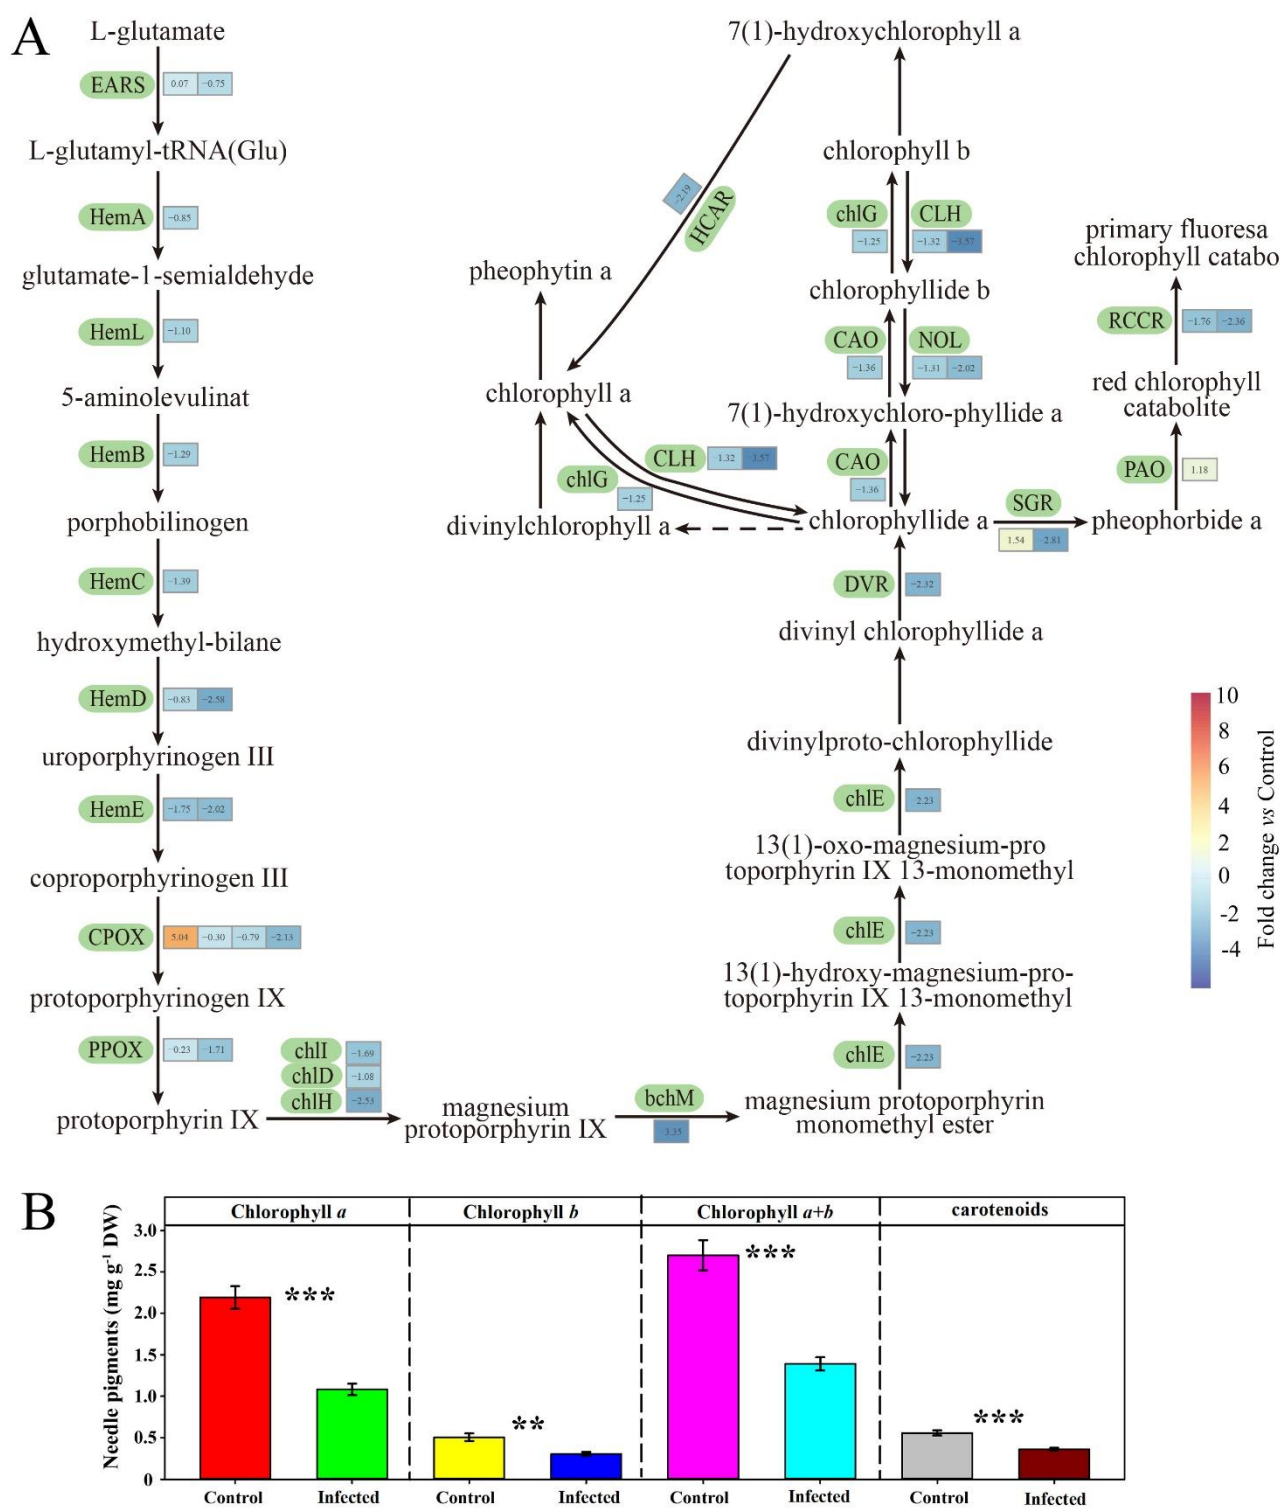 A
L-glutamate
EARS
0.07
−0.75
L-glutamyl-tRNA(Glu)
HemA
−0.85
glutamate-1-semialdehyde
HemL
−1.10
5-aminolevulinat
HemB
−1.29
porphobilinogen
HemC
−1.39
hydroxymethyl-bilane
HemD
−0.83
−2.58
uroporphyrinogen III
HemE
−1.75
−2.02
coproporphyrinogen III
CPOX
5.04
−0.30
−0.79
−2.13
protoporphyrinogen IX
PPOX
−0.23
−1.71
protoporphyrin IX
chlI
−1.69
chlD
−1.08
chlH
−2.53
magnesium
protoporphyrin IX
bchM
-3.35
magnesium protoporphyrin
monomethyl ester
chlE
−2.23
13(1)-hydroxy-magnesium-pro-
toporphyrin IX 13-monomethyl
chlE
−2.23
13(1)-oxo-magnesium-pro
toporphyrin IX 13-monomethyl
chlE
-2.23
divinylproto-chlorophyllide
divinyl chlorophyllide a
DVR
−2.32
chlorophyllide a
divinylchlorophyll a
chlG
−1.25
CLH
-1.32
-3.57
chlorophyll a
pheophytin a
HCAR
−2.19
7(1)-hydroxychlorophyll a
chlorophyll b
chlG
−1.25
CLH
−1.32
-3.57
chlorophyllide b
CAO
−1.36
NOL
−1.31
−2.02
7(1)-hydroxychloro-phyllide a
CAO
−1.36
SGR
1.54
−2.81
pheophorbide a
PAO
1.18
red chlorophyll
catabolite
RCCR
−1.76
−2.36
primary fluoresa
chlorophyll catabo
10
8
6
4
2
0
-2
-4
Fold change vs Control
B
Chlorophyll a
Chlorophyll b
Chlorophyll a+b
carotenoids
Needle pigments (mg g-1 DW)
3.0
2.5
2.0
1.5
1.0
0.5
0
***
**
***
***
Control
Infected
Control
Infected
Control
Infected
Control
Infected